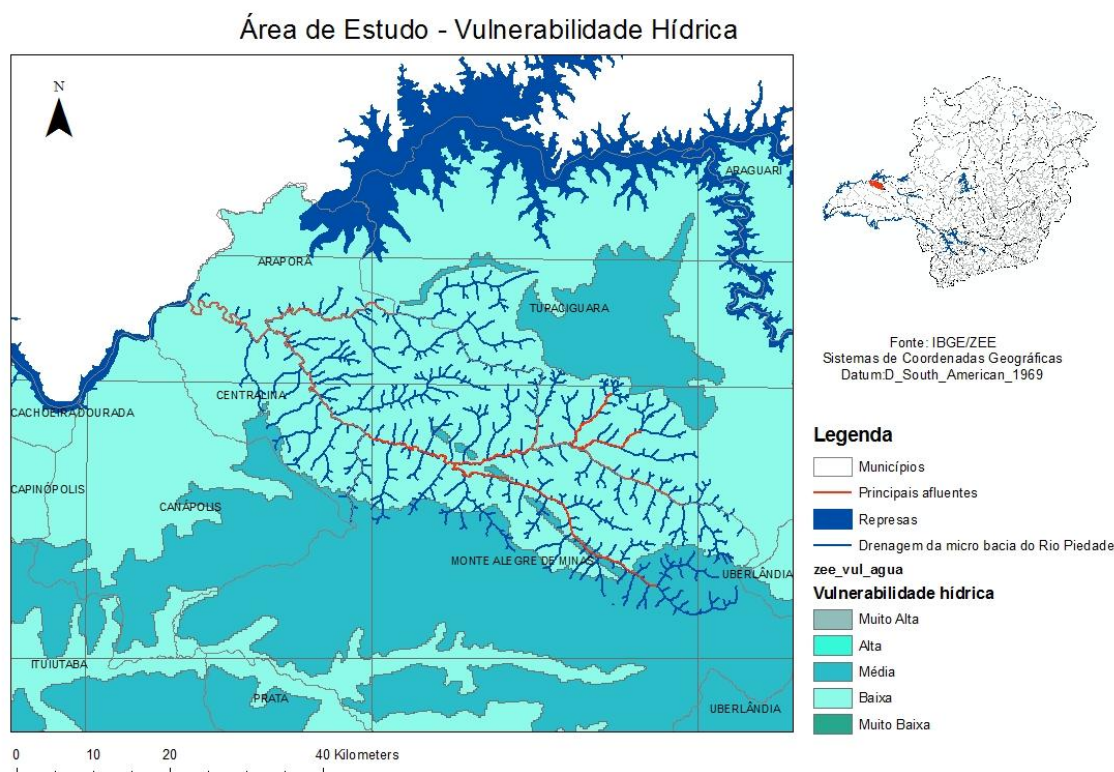 Área de Estudo - Vulnerabilidade Hídrica
N
ARAGUARI
ARAPORÃ
TUPACIGUARA
CENTRALINA
CACHOEIRA DOURADA
CAPINÓPOLIS
CANÁPOLIS
MONTE ALEGRE DE MINAS
UBERLÂNDIA
ITUIUTABA
PRATA
UBERLÂNDIA
0 10 20 40 Kilometers
Fonte: IBGE/ZEE
Sistemas de Coordenadas Geográficas
Datum:D_South_American_1969
Legenda
Municípios
Principais afluentes
Represas
Drenagem da micro bacia do Rio Piedade
zee_vul_agua
Vulnerabilidade hídrica
Muito Alta
Alta
Média
Baixa
Muito Baixa